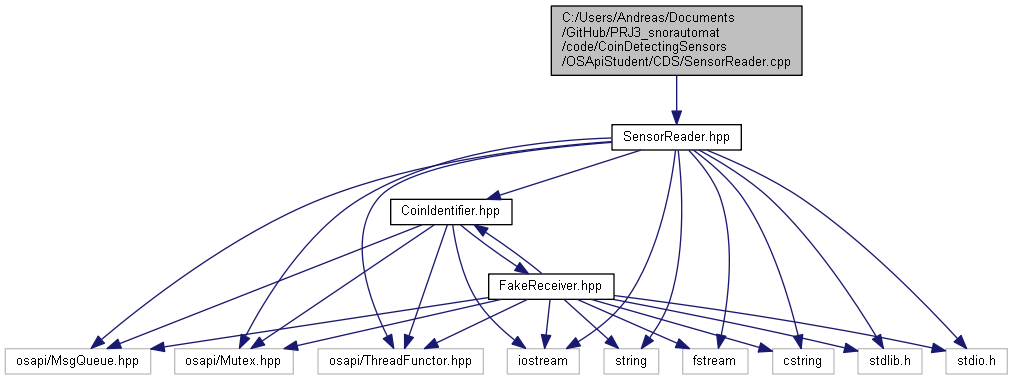 C:/Users/Andreas/Documents
/GitHub/PRJ3_snorautomat
/code/CoinDetectingSensors
/OSApiStudent/CDS/SensorReader.cpp
SensorReader.hpp
CoinIdentifier.hpp
FakeReceiver.hpp
osapi/MsgQueue.hpp
osapi/Mutex.hpp
osapi/ThreadFunctor.hpp
iostream
string
fstream
cstring
stdlib.h
stdio.h